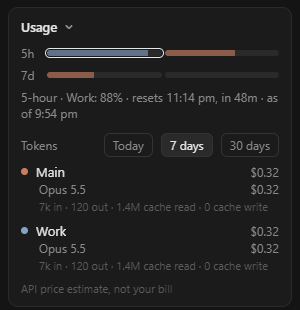 Usage
5h
7d
5-hour · Work: 88% · resets 11:14 pm, in 48m · as
of 9:54 pm
Tokens Today 7 days 30 days
Main $0.32
Opus 5.5 $0.32
7k in · 120 out · 1.4M cache read · 0 cache write
Work $0.32
Opus 5.5 $0.32
7k in · 120 out · 1.4M cache read · 0 cache write
API price estimate, not your bill